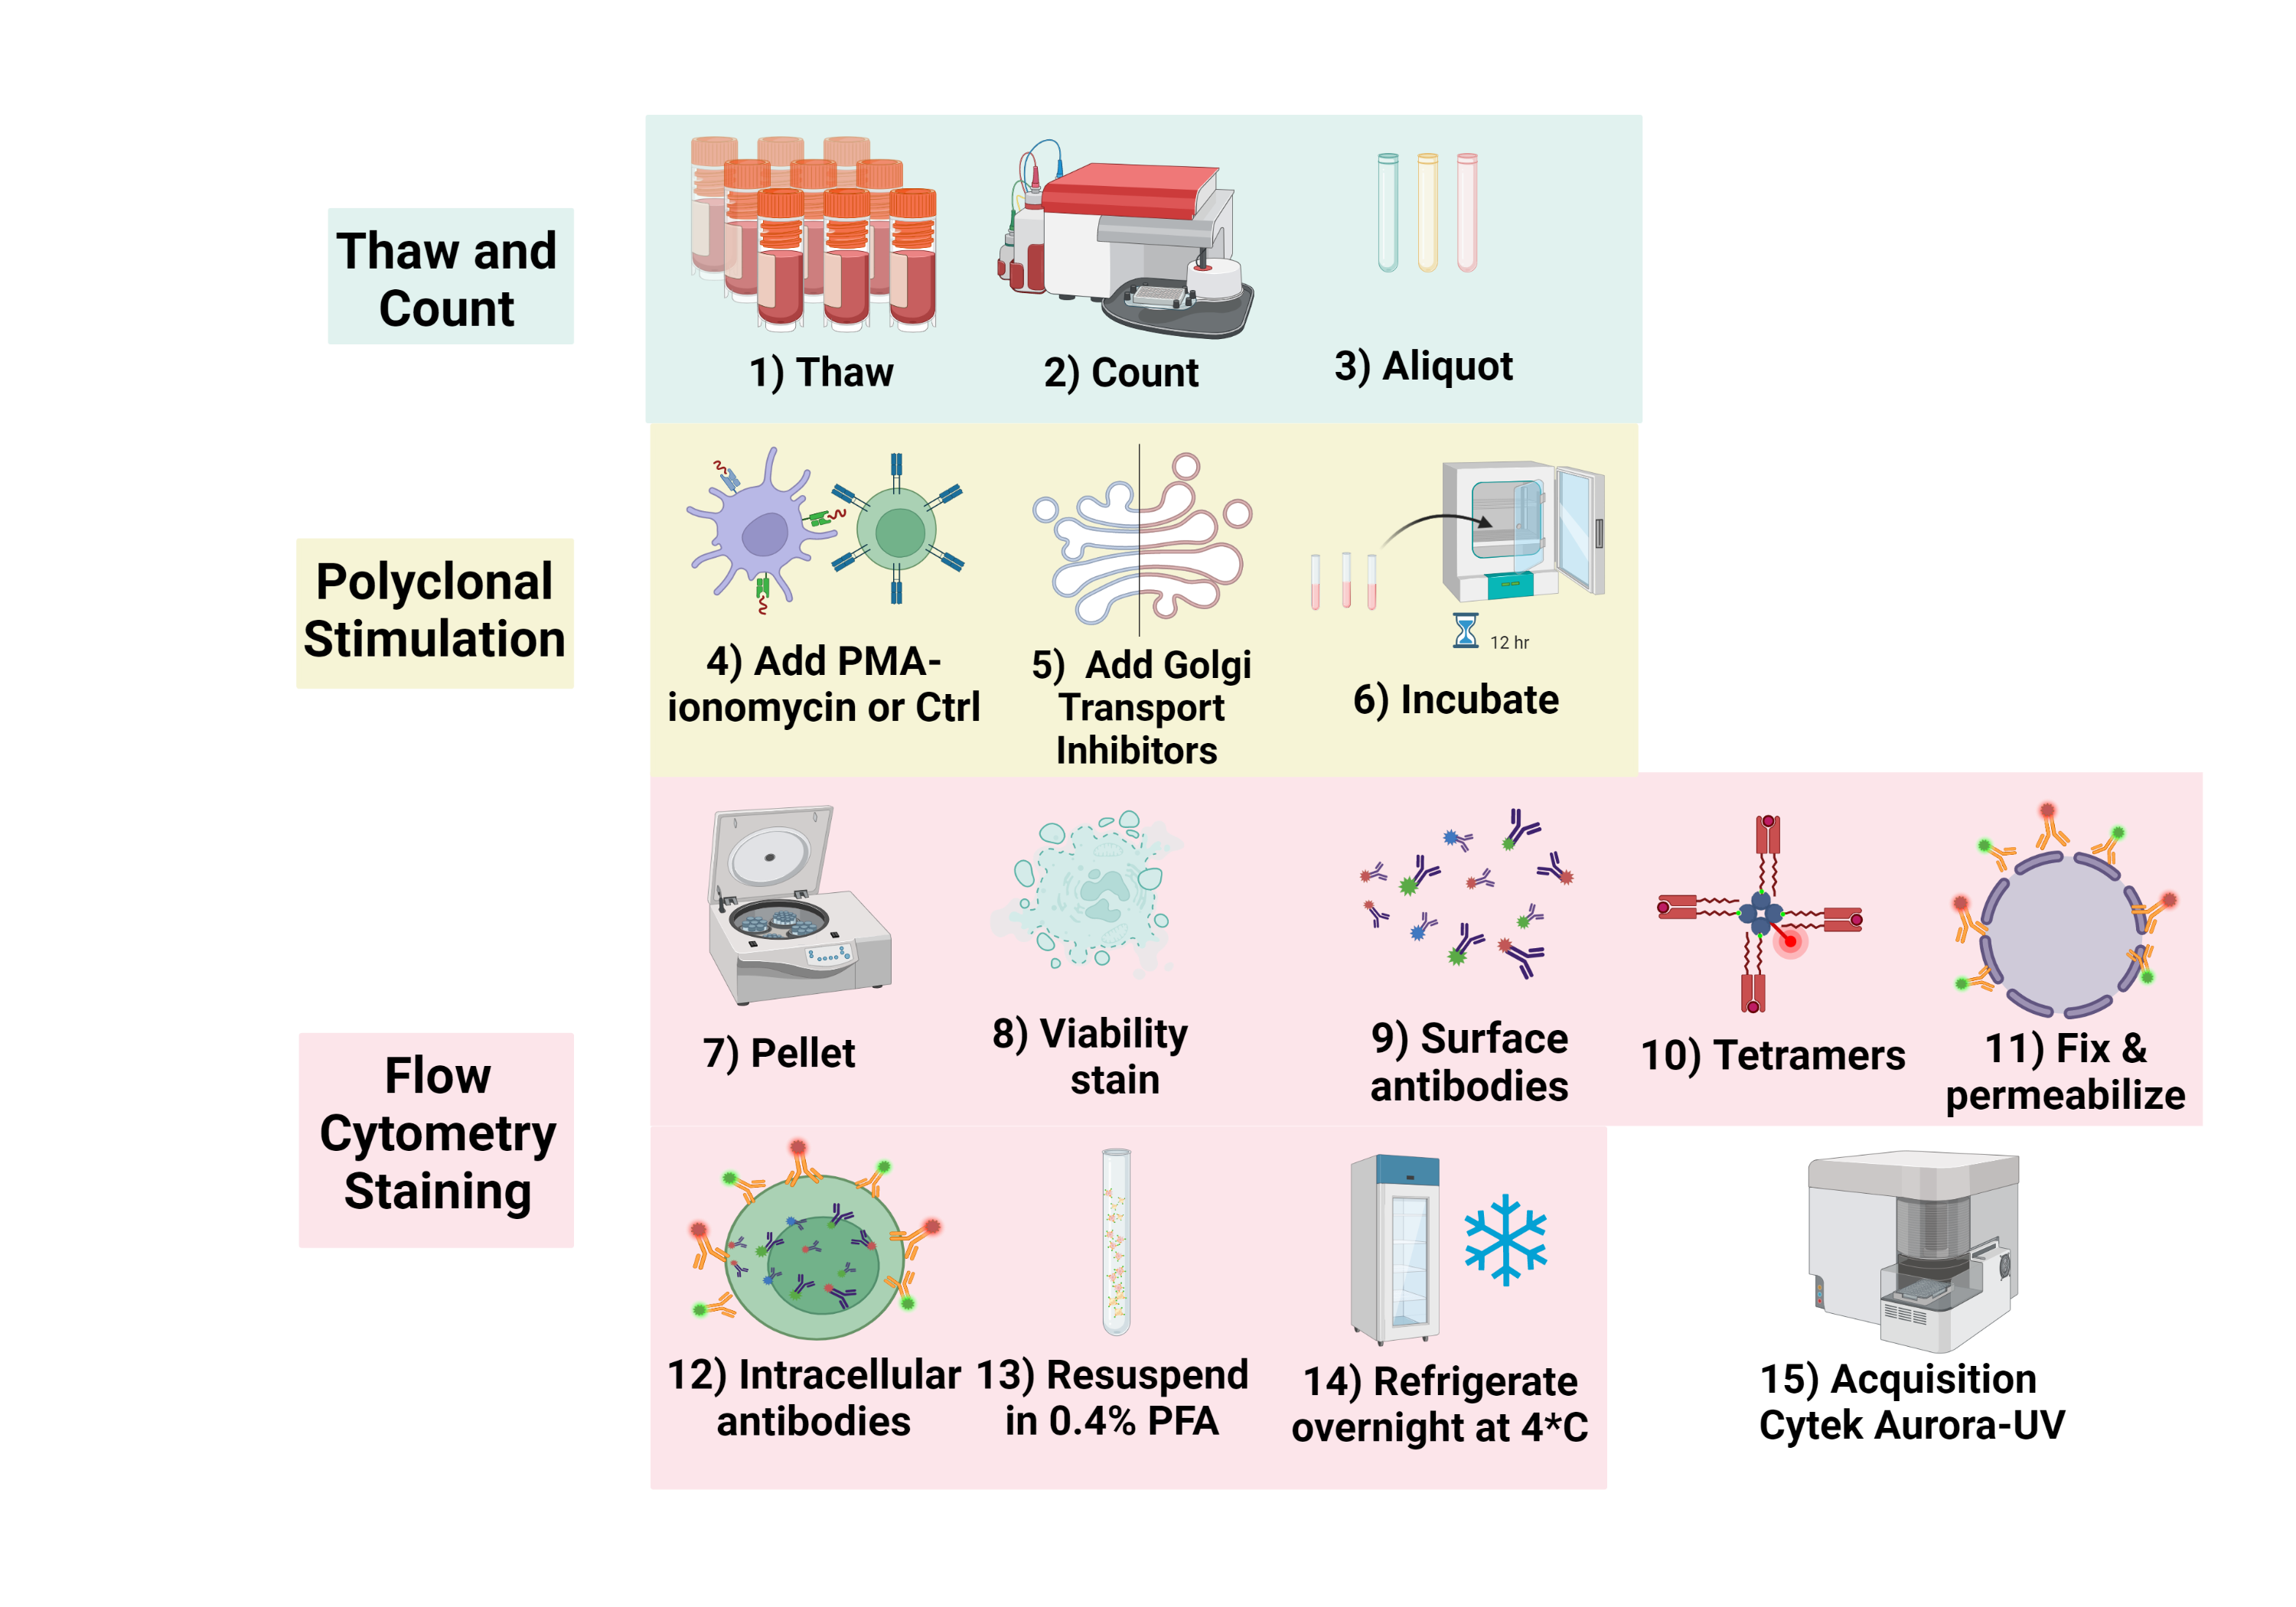 Thaw and
Count
1) Thaw
2) Count
3) Aliquot
Polyclonal
Stimulation
4) Add PMA-
ionomycin or Ctrl
5) Add Golgi
Transport
Inhibitors
12 hr
6) Incubate
Flow
Cytometry
Staining
7) Pellet
8) Viability
stain
9) Surface
antibodies
10) Tetramers
11) Fix &
permeabilize
12) Intracellular
antibodies
13) Resuspend
in 0.4% PFA
14) Refrigerate
overnight at 4*C
15) Acquisition
Cytek Aurora-UV